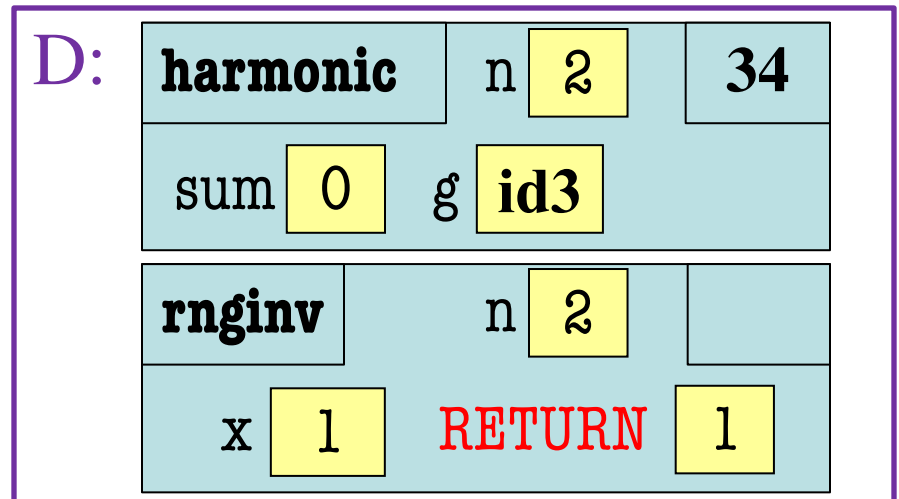 D: harmonic n 2 34
sum 0 g id3
rnginv n 2
x 1 RETURN 1